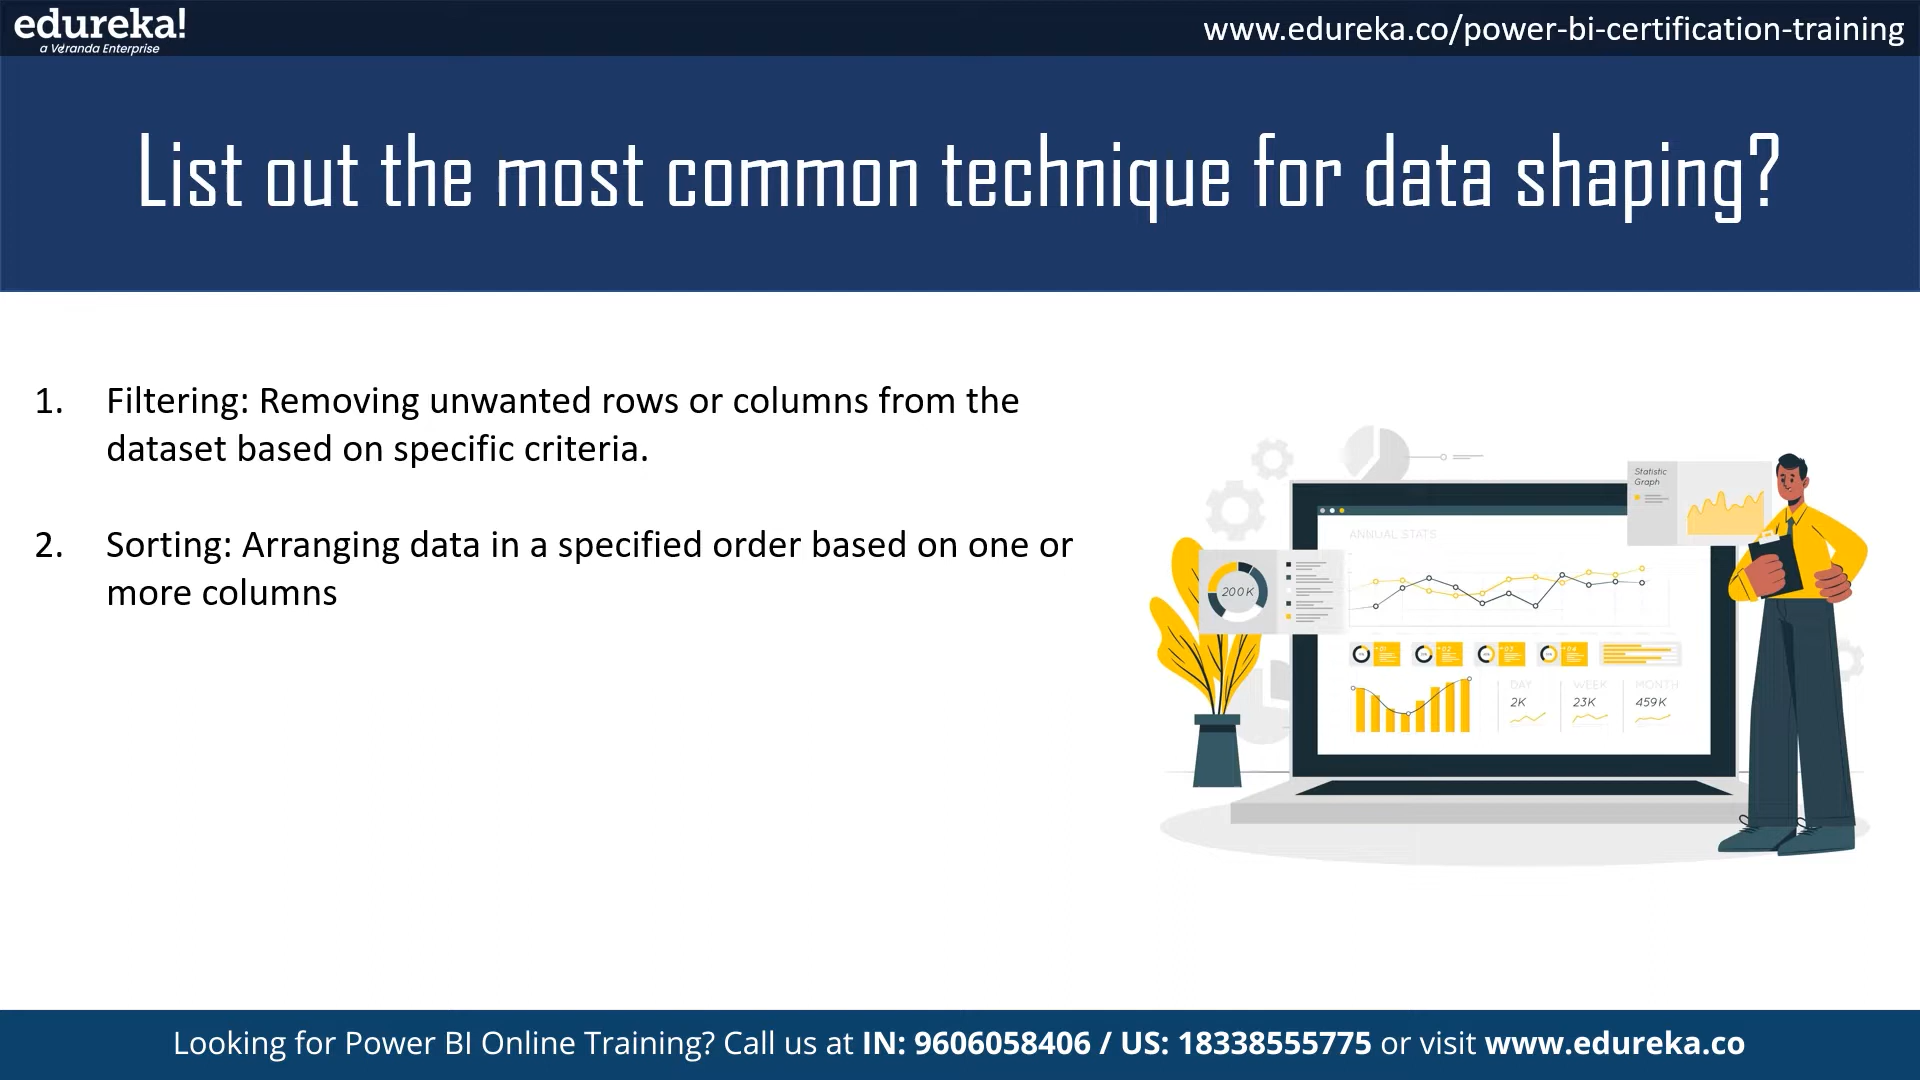 edureka!
a Veranda Enterprise
www.edureka.co/power-bi-certification-training
List out the most common technique for data shaping?
1. Filtering: Removing unwanted rows or columns from the
dataset based on specific criteria.
2. Sorting: Arranging data in a specified order based on one or
more columns
Statistic
Graph
ANNUAL STATS
200K
DAY
2K
WEEK
23K
MONTH
459K
Looking for Power BI Online Training? Call us at IN: 9606058406 / US: 18338555775 or visit www.edureka.co